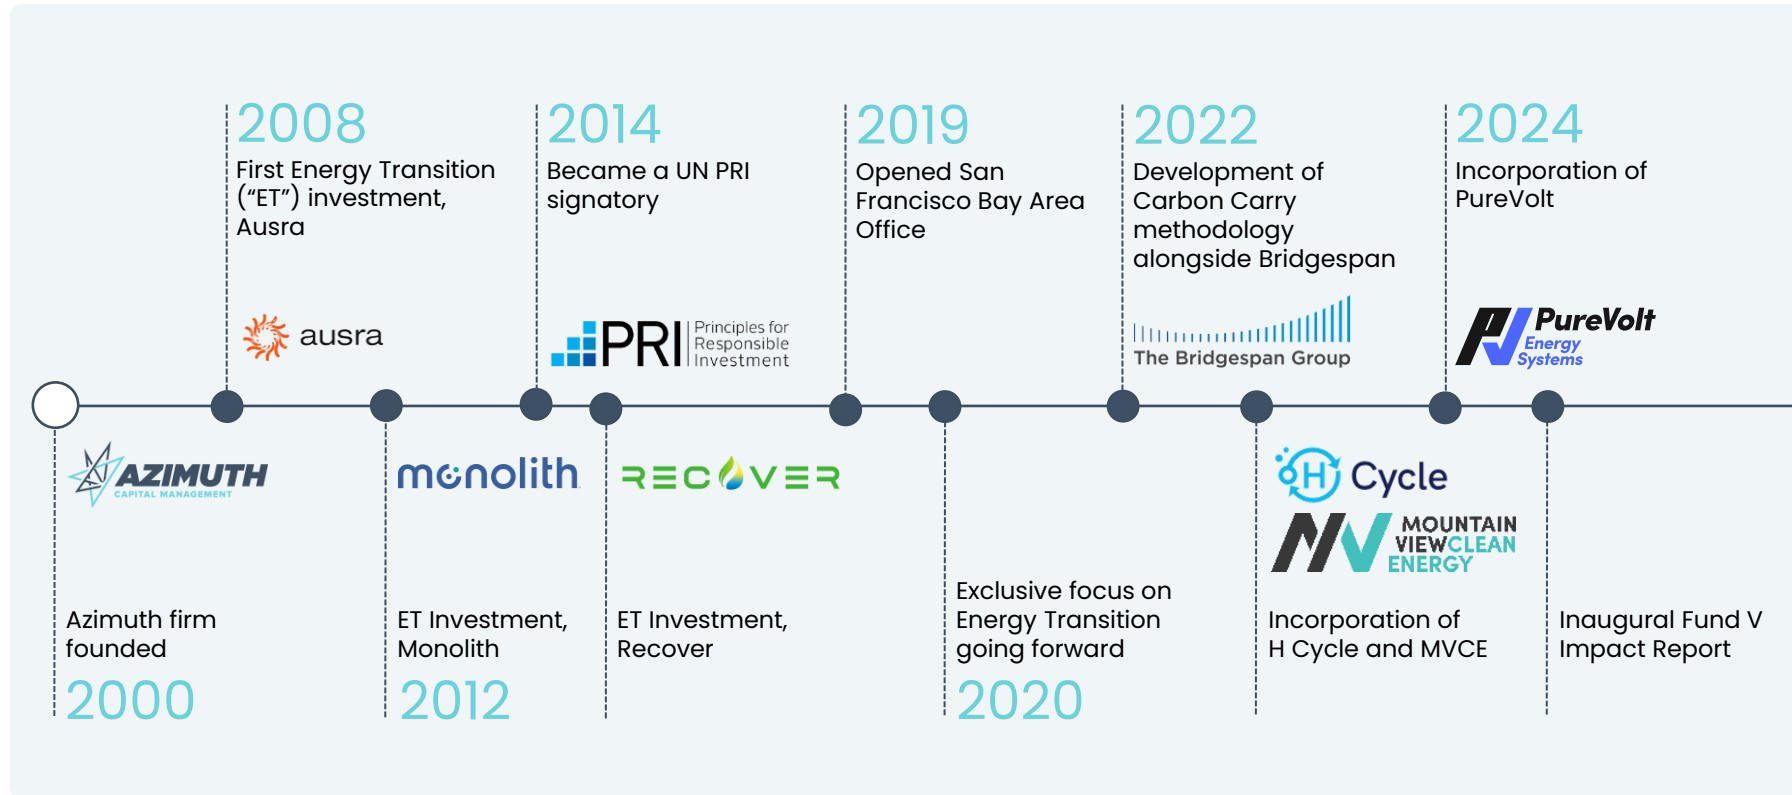 2008
First Energy Transition
(“ET”) investment,
Ausra
ausra
2014
Became a UN PRI
signatory
PRI
Principles for
Responsible
Investment
2019
Opened San
Francisco Bay Area
Office
2022
Development of
Carbon Carry
methodology
alongside Bridgespan
The Bridgespan Group
2024
Incorporation of
PureVolt
PureVolt
Energy
Systems
AZIMUTH
CAPITAL MANAGEMENT
Azimuth firm
founded
2000
monolith
ET Investment,
Monolith
2012
RECOVER
ET Investment,
Recover
Exclusive focus on
Energy Transition
going forward
2020
H Cycle
MOUNTAIN
VIEWCLEAN
ENERGY
Incorporation of
H Cycle and MVCE
Inaugural Fund V
Impact Report